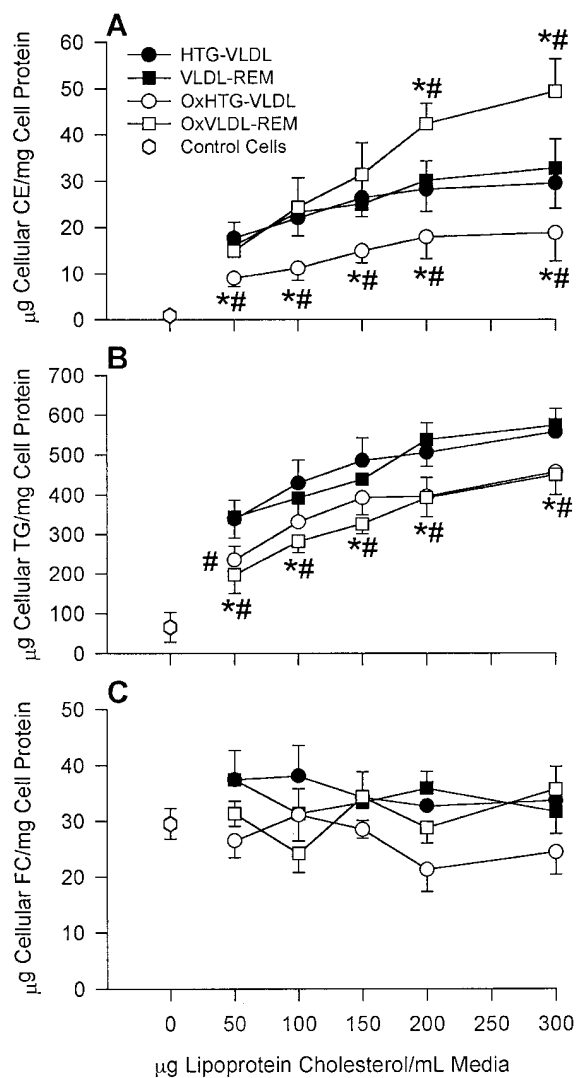 A
60
50
40
30
20
10
0
μg Cellular CE/mg Cell Protein
HTG-VLDL
VLDL-REM
OxHTG-VLDL
OxVLDL-REM
Control Cells
*#
*#
*# *# *# *# *#
B
700
600
500
400
300
200
100
0
μg Cellular TG/mg Cell Protein
#
*# *# *# *# *#
C
50
40
30
20
10
0
μg Cellular FC/mg Cell Protein
0 50 100 150 200 250 300
μg Lipoprotein Cholesterol/mL Media